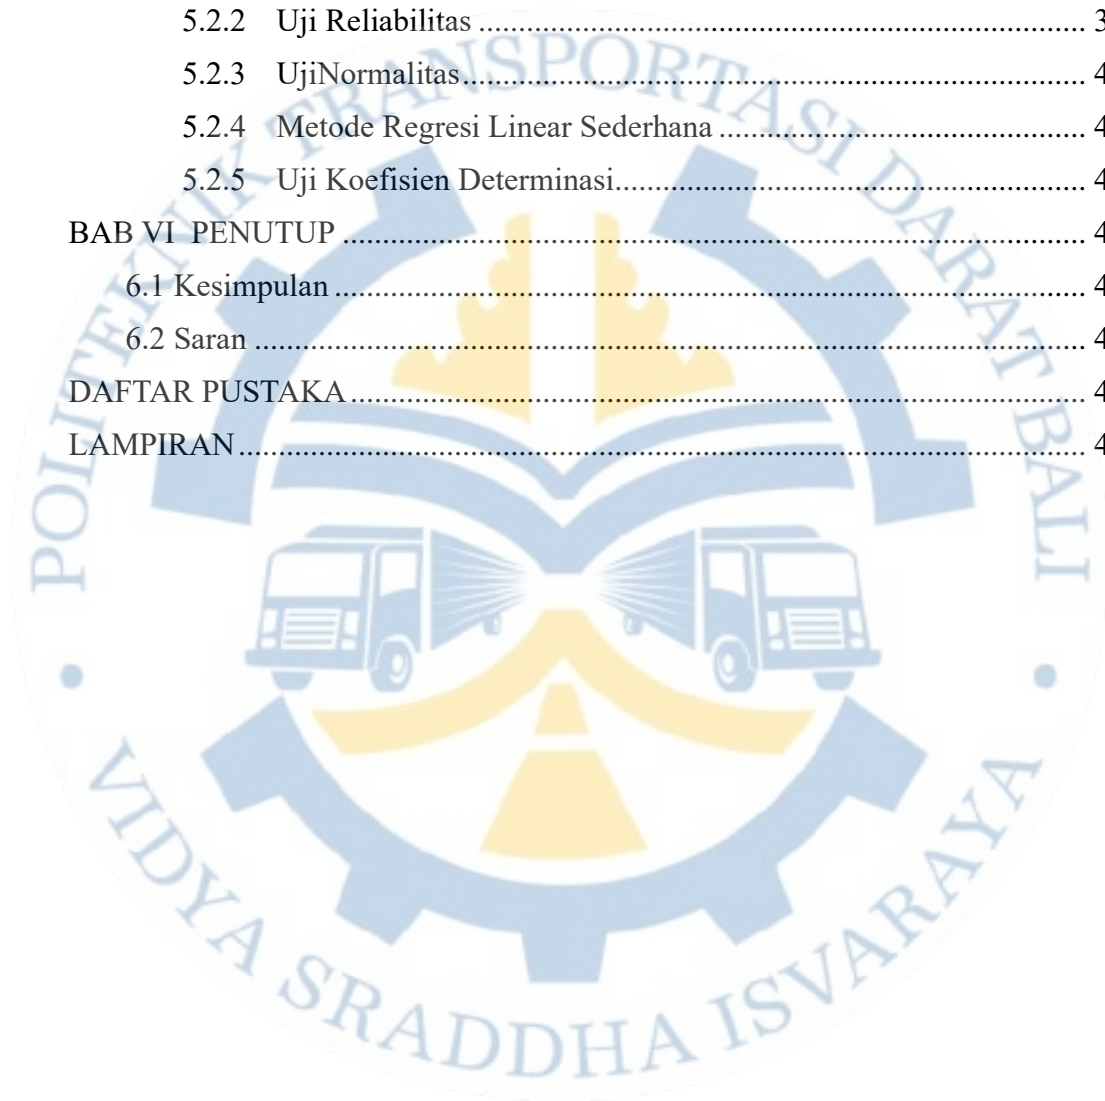 5.2.2 Uji Reliabilitas ........................................................................... 3
5.2.3 UjiNormalitas ............................................................................. 4
5.2.4 Metode Regresi Linear Sederhana ............................................. 4
5.2.5 Uji Koefisien Determinasi .......................................................... 4
BAB VI PENUTUP ............................................................................................ 4
6.1 Kesimpulan ............................................................................................. 4
6.2 Saran ....................................................................................................... 4
DAFTAR PUSTAKA ........................................................................................... 4
LAMPIRAN ........................................................................................................ 4
POLITEKNIK TRANSPORTASI DARAT BALI
VIDYA SRADDHA ISVARAYA